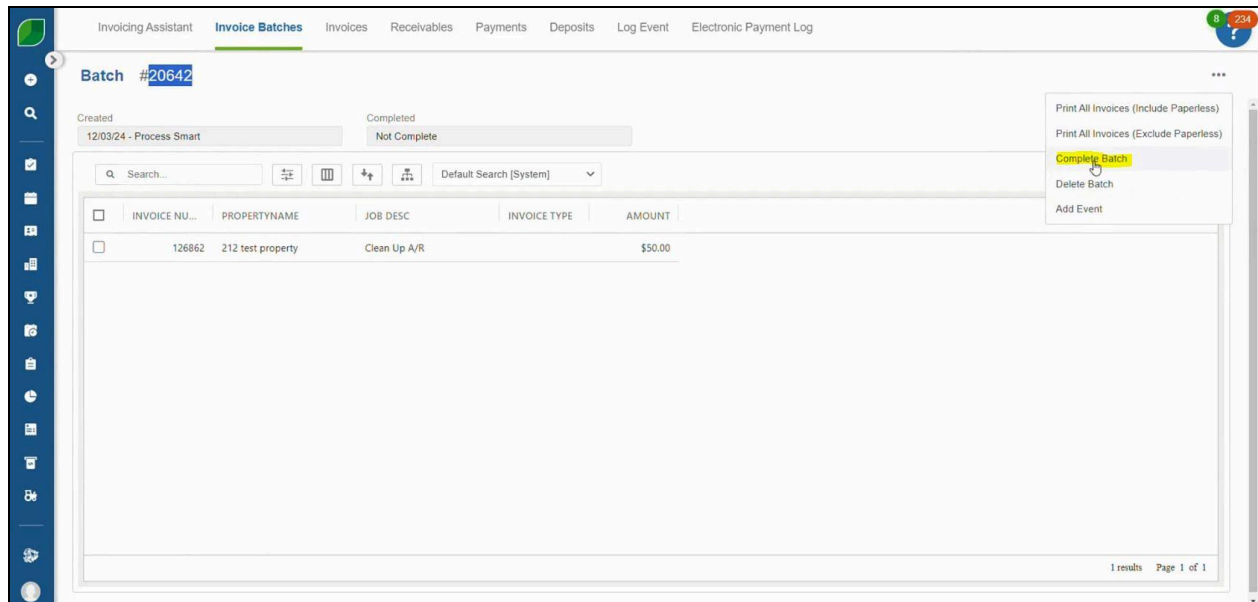 Invoicing Assistant Invoice Batches Invoices Receivables Payments Deposits Log Event Electronic Payment Log
8 234
?
Batch #20642
Created Completed
12/03/24 - Process Smart Not Complete
Print All Invoices (Include Paperless)
Print All Invoices (Exclude Paperless)
Complete Batch
Delete Batch
Add Event
Search... Default Search [System]
INVOICE NU... PROPERTYNAME JOB DESC INVOICE TYPE AMOUNT
126862 212 test property Clean Up A/R $50.00
1 results Page 1 of 1